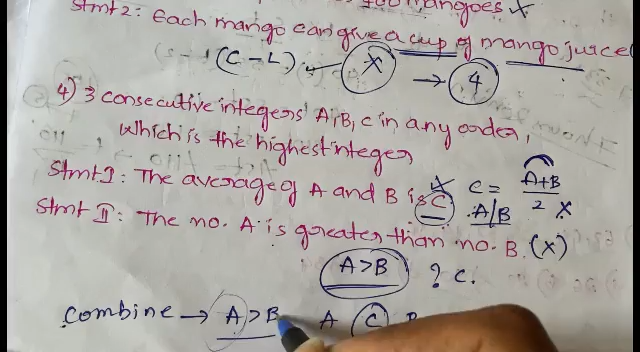 Stmt 2: Each mango can give a cup of mango juice
(C-L) ✓ X → 4
4) 3 consecutive integers A, B, C in any order,
which is the highest integer
Stmt I: The average of A and B is C X C = A+B/2 X
A/B
Stmt II: The no. A is greater than no. B. (X)
A>B ? C.
Combine → A>B A C B